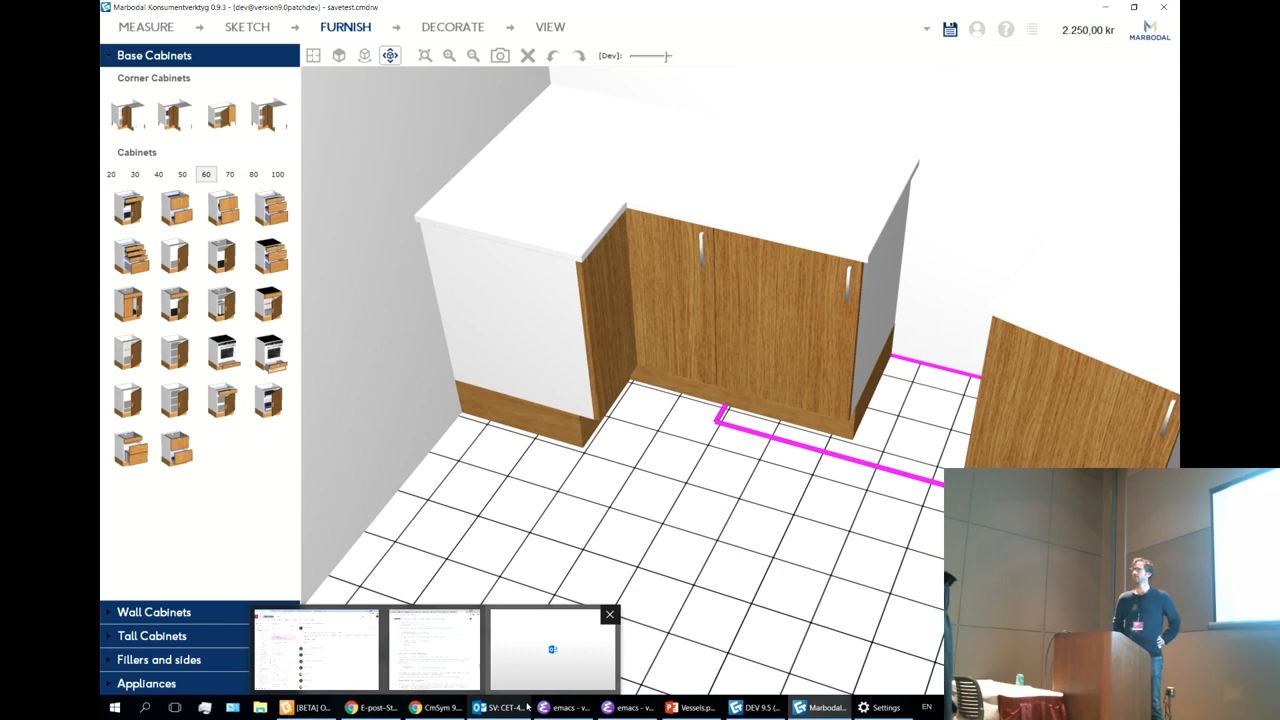 Marbodal Konsumentverktyg 0.9.3 - [dev@version9.0patchdev] - savetest.cmdrw
MEASURE
SKETCH
FURNISH
DECORATE
VIEW
2.250,00 kr
MARBODAL
Base Cabinets
[Dev]:
Corner Cabinets
Cabinets
20 30 40 50 60 70 80 100
Wall Cabinets
Tall Cabinets
Fillers and sides
Appliances
[BETA] O...
E-post–St...
CmSym 9...
SV: CET-4...
emacs - v...
emacs - v...
Vessels.p...
DEV 9.5 (...
Marbodal...
Settings
EN